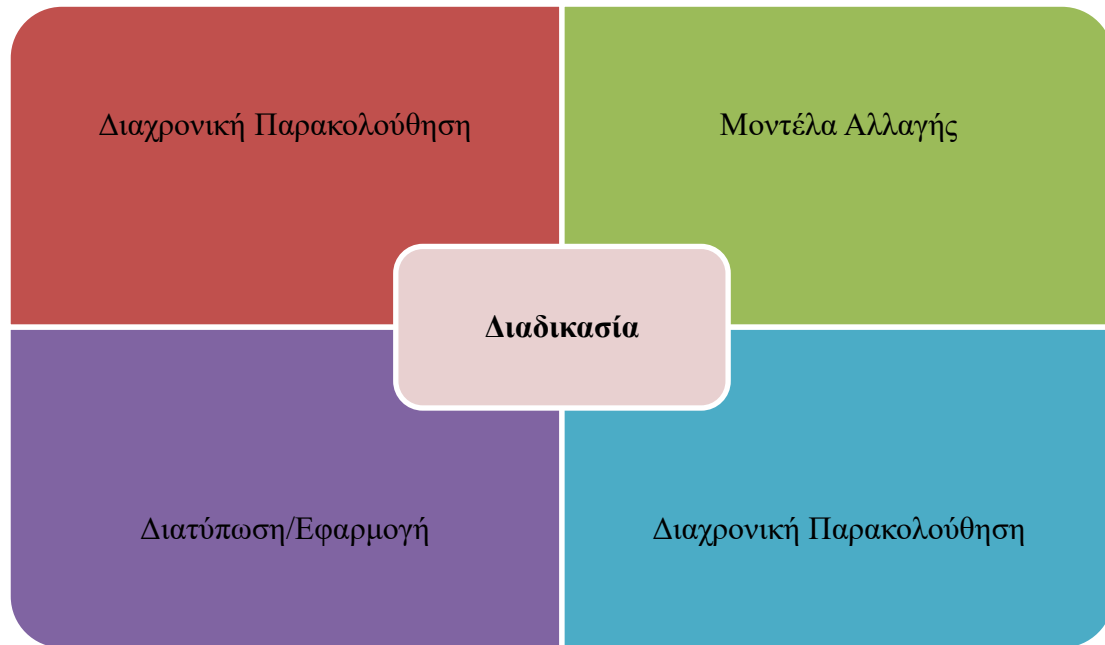 Διαχρονική Παρακολούθηση
Μοντέλα Αλλαγής
Διαδικασία
Διατύπωση/Εφαρμογή
Διαχρονική Παρακολούθηση